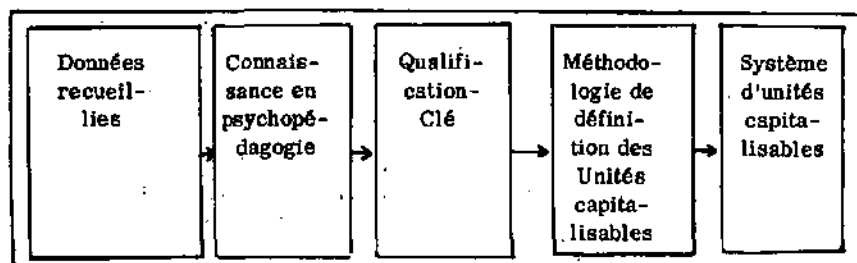 Données
recueil-
lies
Connais-
sance en
psychopé-
dagogie
Qualifi-
cation-
Clé
Méthodo-
logie de
défini-
tion des
Unités
capita-
lisables
Système
d'unités
capita-
lisables